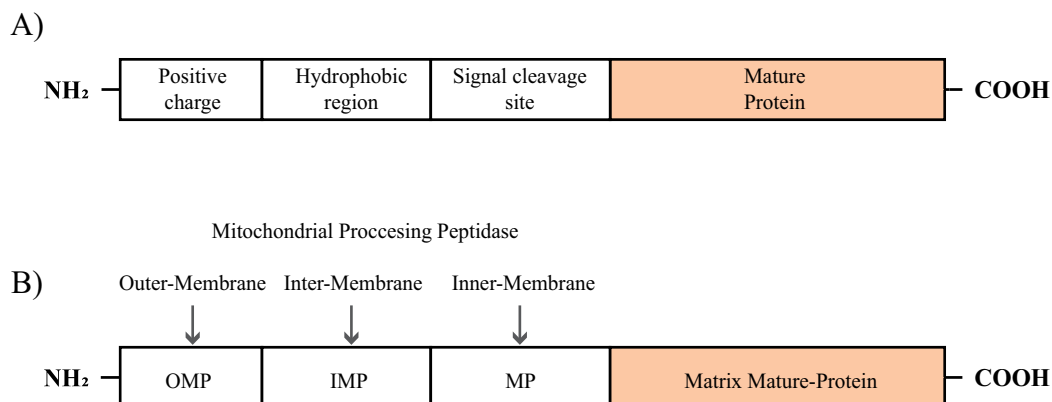 A)
NH₂
Positive charge
Hydrophobic region
Signal cleavage site
Mature Protein
COOH
Mitochondrial Proccesing Peptidase
B)
Outer-Membrane
Inter-Membrane
Inner-Membrane
NH₂
OMP
IMP
MP
Matrix Mature-Protein
COOH